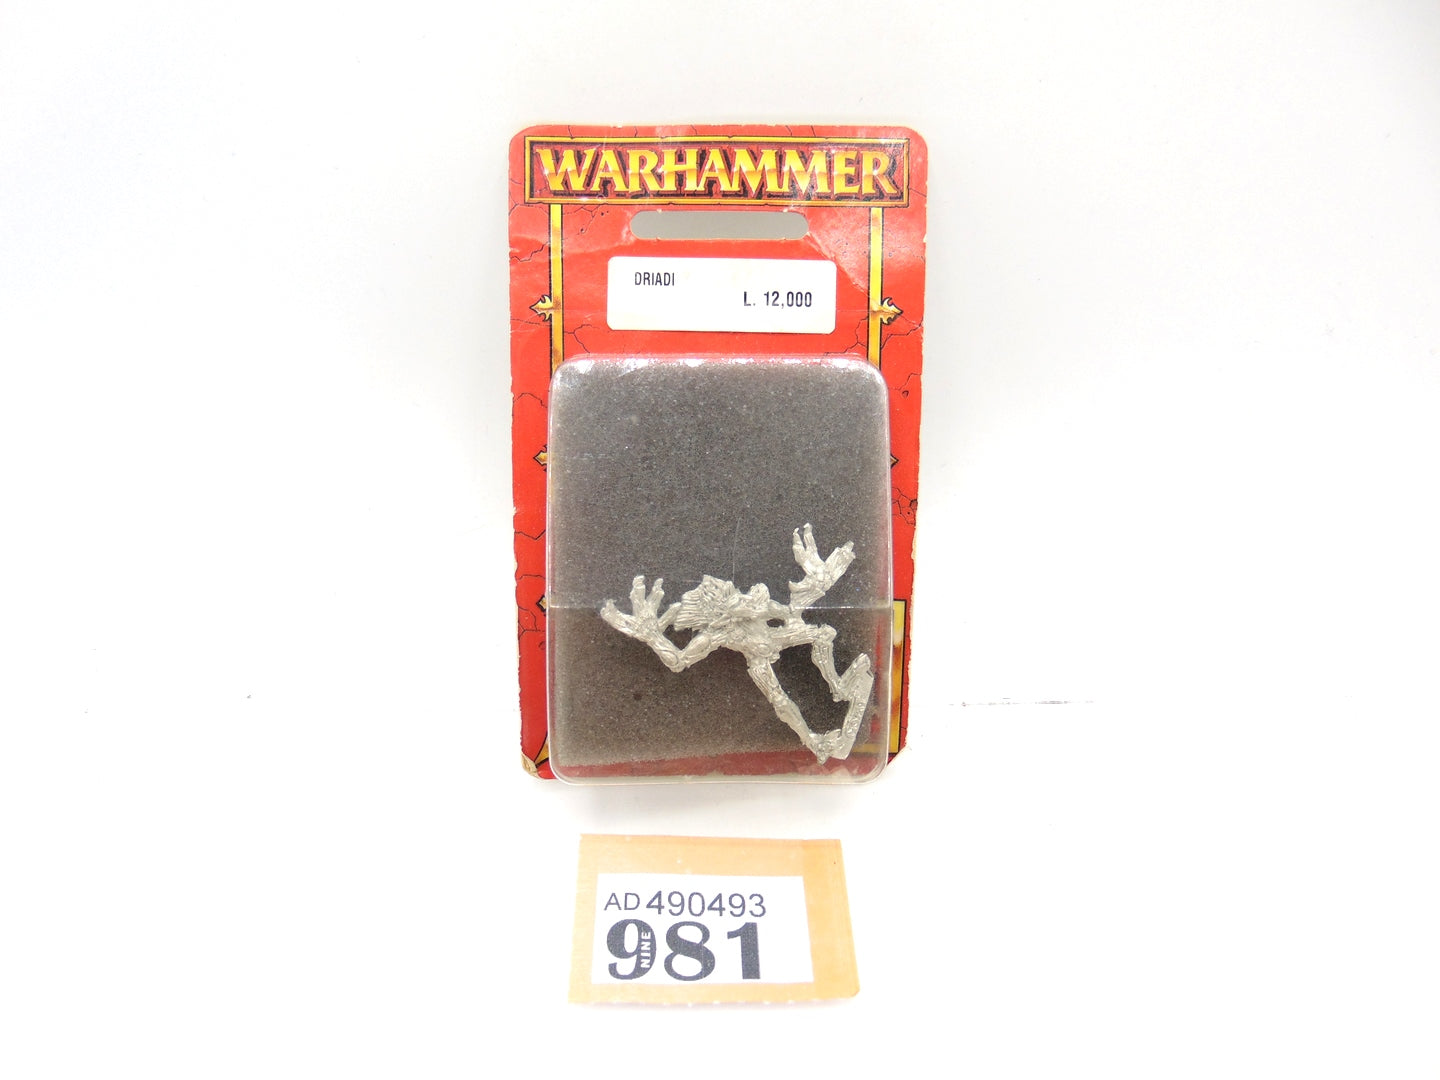 WARHAMMER
DRIADI
L. 12,000
AD 490493
981
NINE